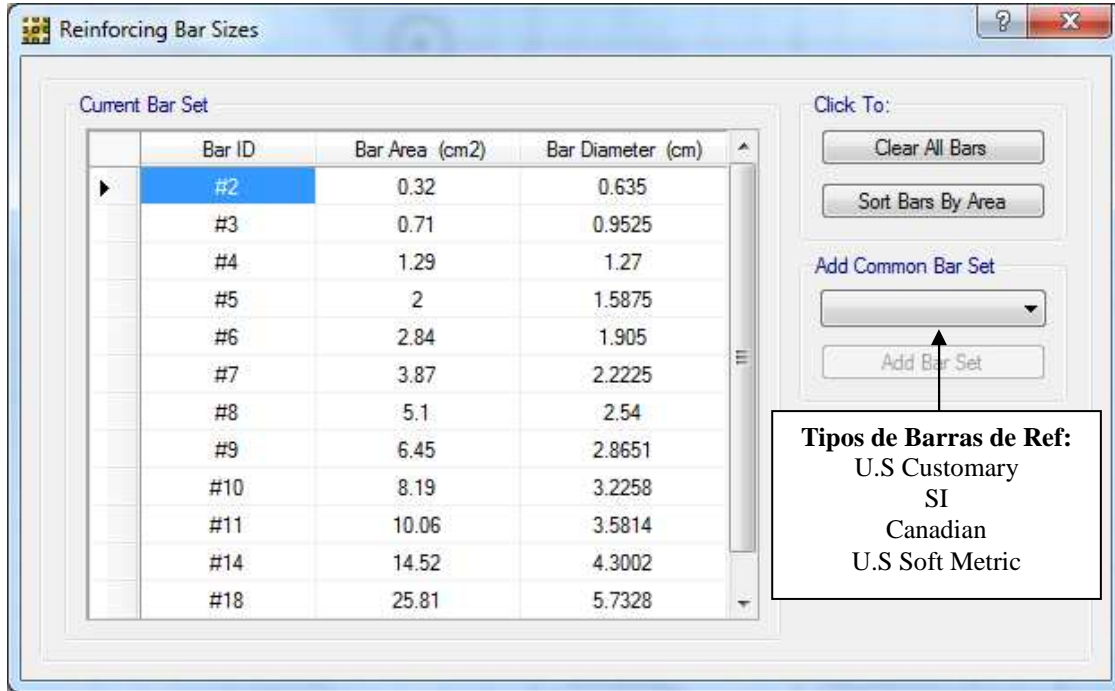 Reinforcing Bar Sizes
Current Bar Set
Bar ID Bar Area (cm2) Bar Diameter (cm)
#2 0.32 0.635
#3 0.71 0.9525
#4 1.29 1.27
#5 2 1.5875
#6 2.84 1.905
#7 3.87 2.2225
#8 5.1 2.54
#9 6.45 2.8651
#10 8.19 3.2258
#11 10.06 3.5814
#14 14.52 4.3002
#18 25.81 5.7328
Click To:
Clear All Bars
Sort Bars By Area
Add Common Bar Set
Add Bar Set
Tipos de Barras de Ref:
U.S Customary
SI
Canadian
U.S Soft Metric